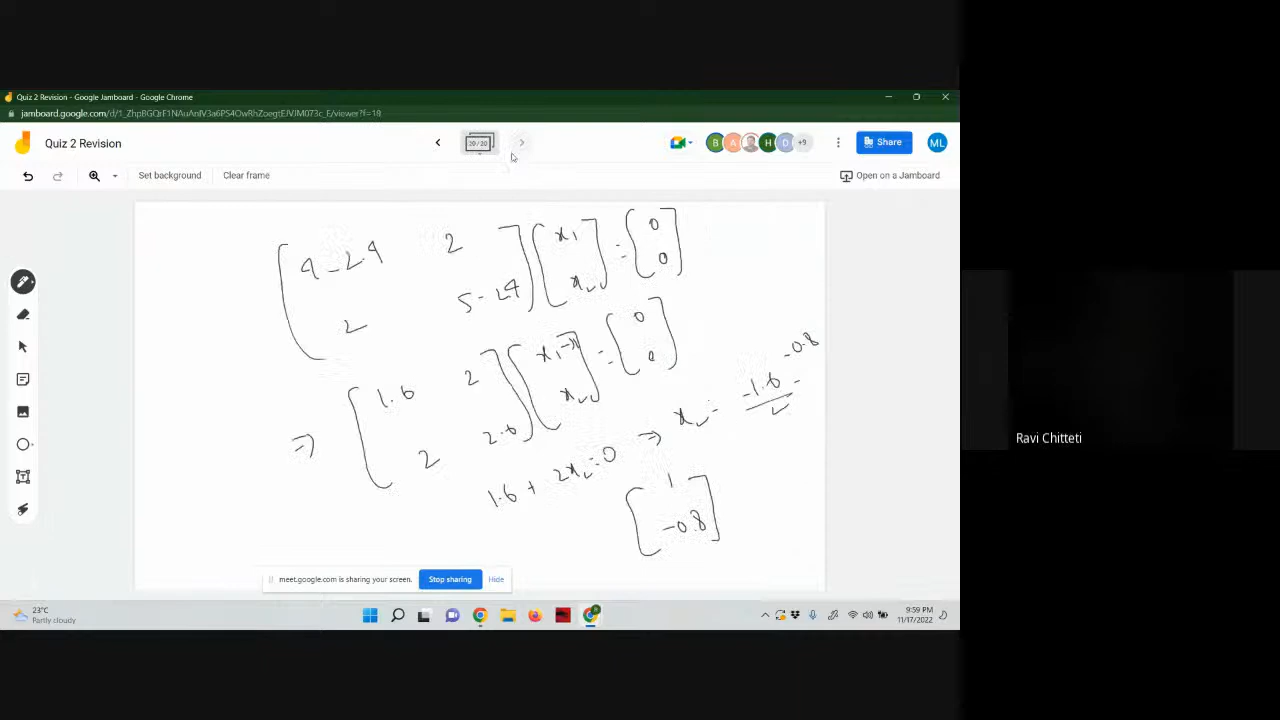 Quiz 2 Revision - Google Jamboard - Google Chrome
Quiz 2 Revision
20 / 20
B A H D +9
Share
ML
Set background Clear frame
Open on a Jamboard
4 - 2.4 2 x1 = 0
2 5 - 2.4 x2 0
⇒ 1.6 2 x1 = 0
2 2.6 x2 0
1.6 + 2x2 = 0 ⇒ x2 = -1.6 / 2 = -0.8
1
-0.8
meet.google.com is sharing your screen. Stop sharing Hide
Ravi Chitteti
23°C
Partly cloudy
9:59 PM
11/17/2022